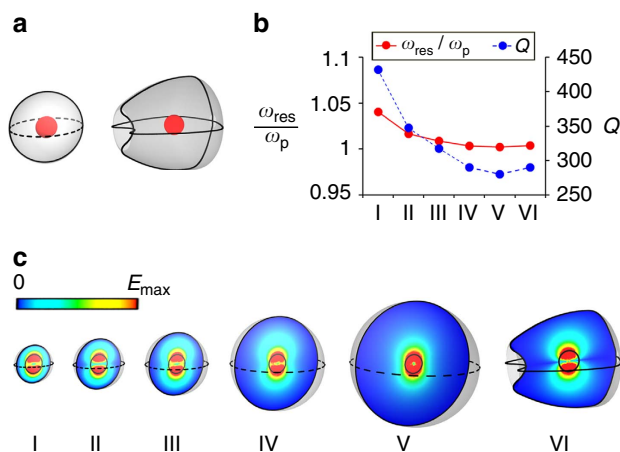 a
b
ω_res / ω_p Q
1.1
1.05
1
0.95
ω_res
ω_p
450
400
350
300
250
Q
I II III IV V VI
c
0 E_max
I II III IV V VI